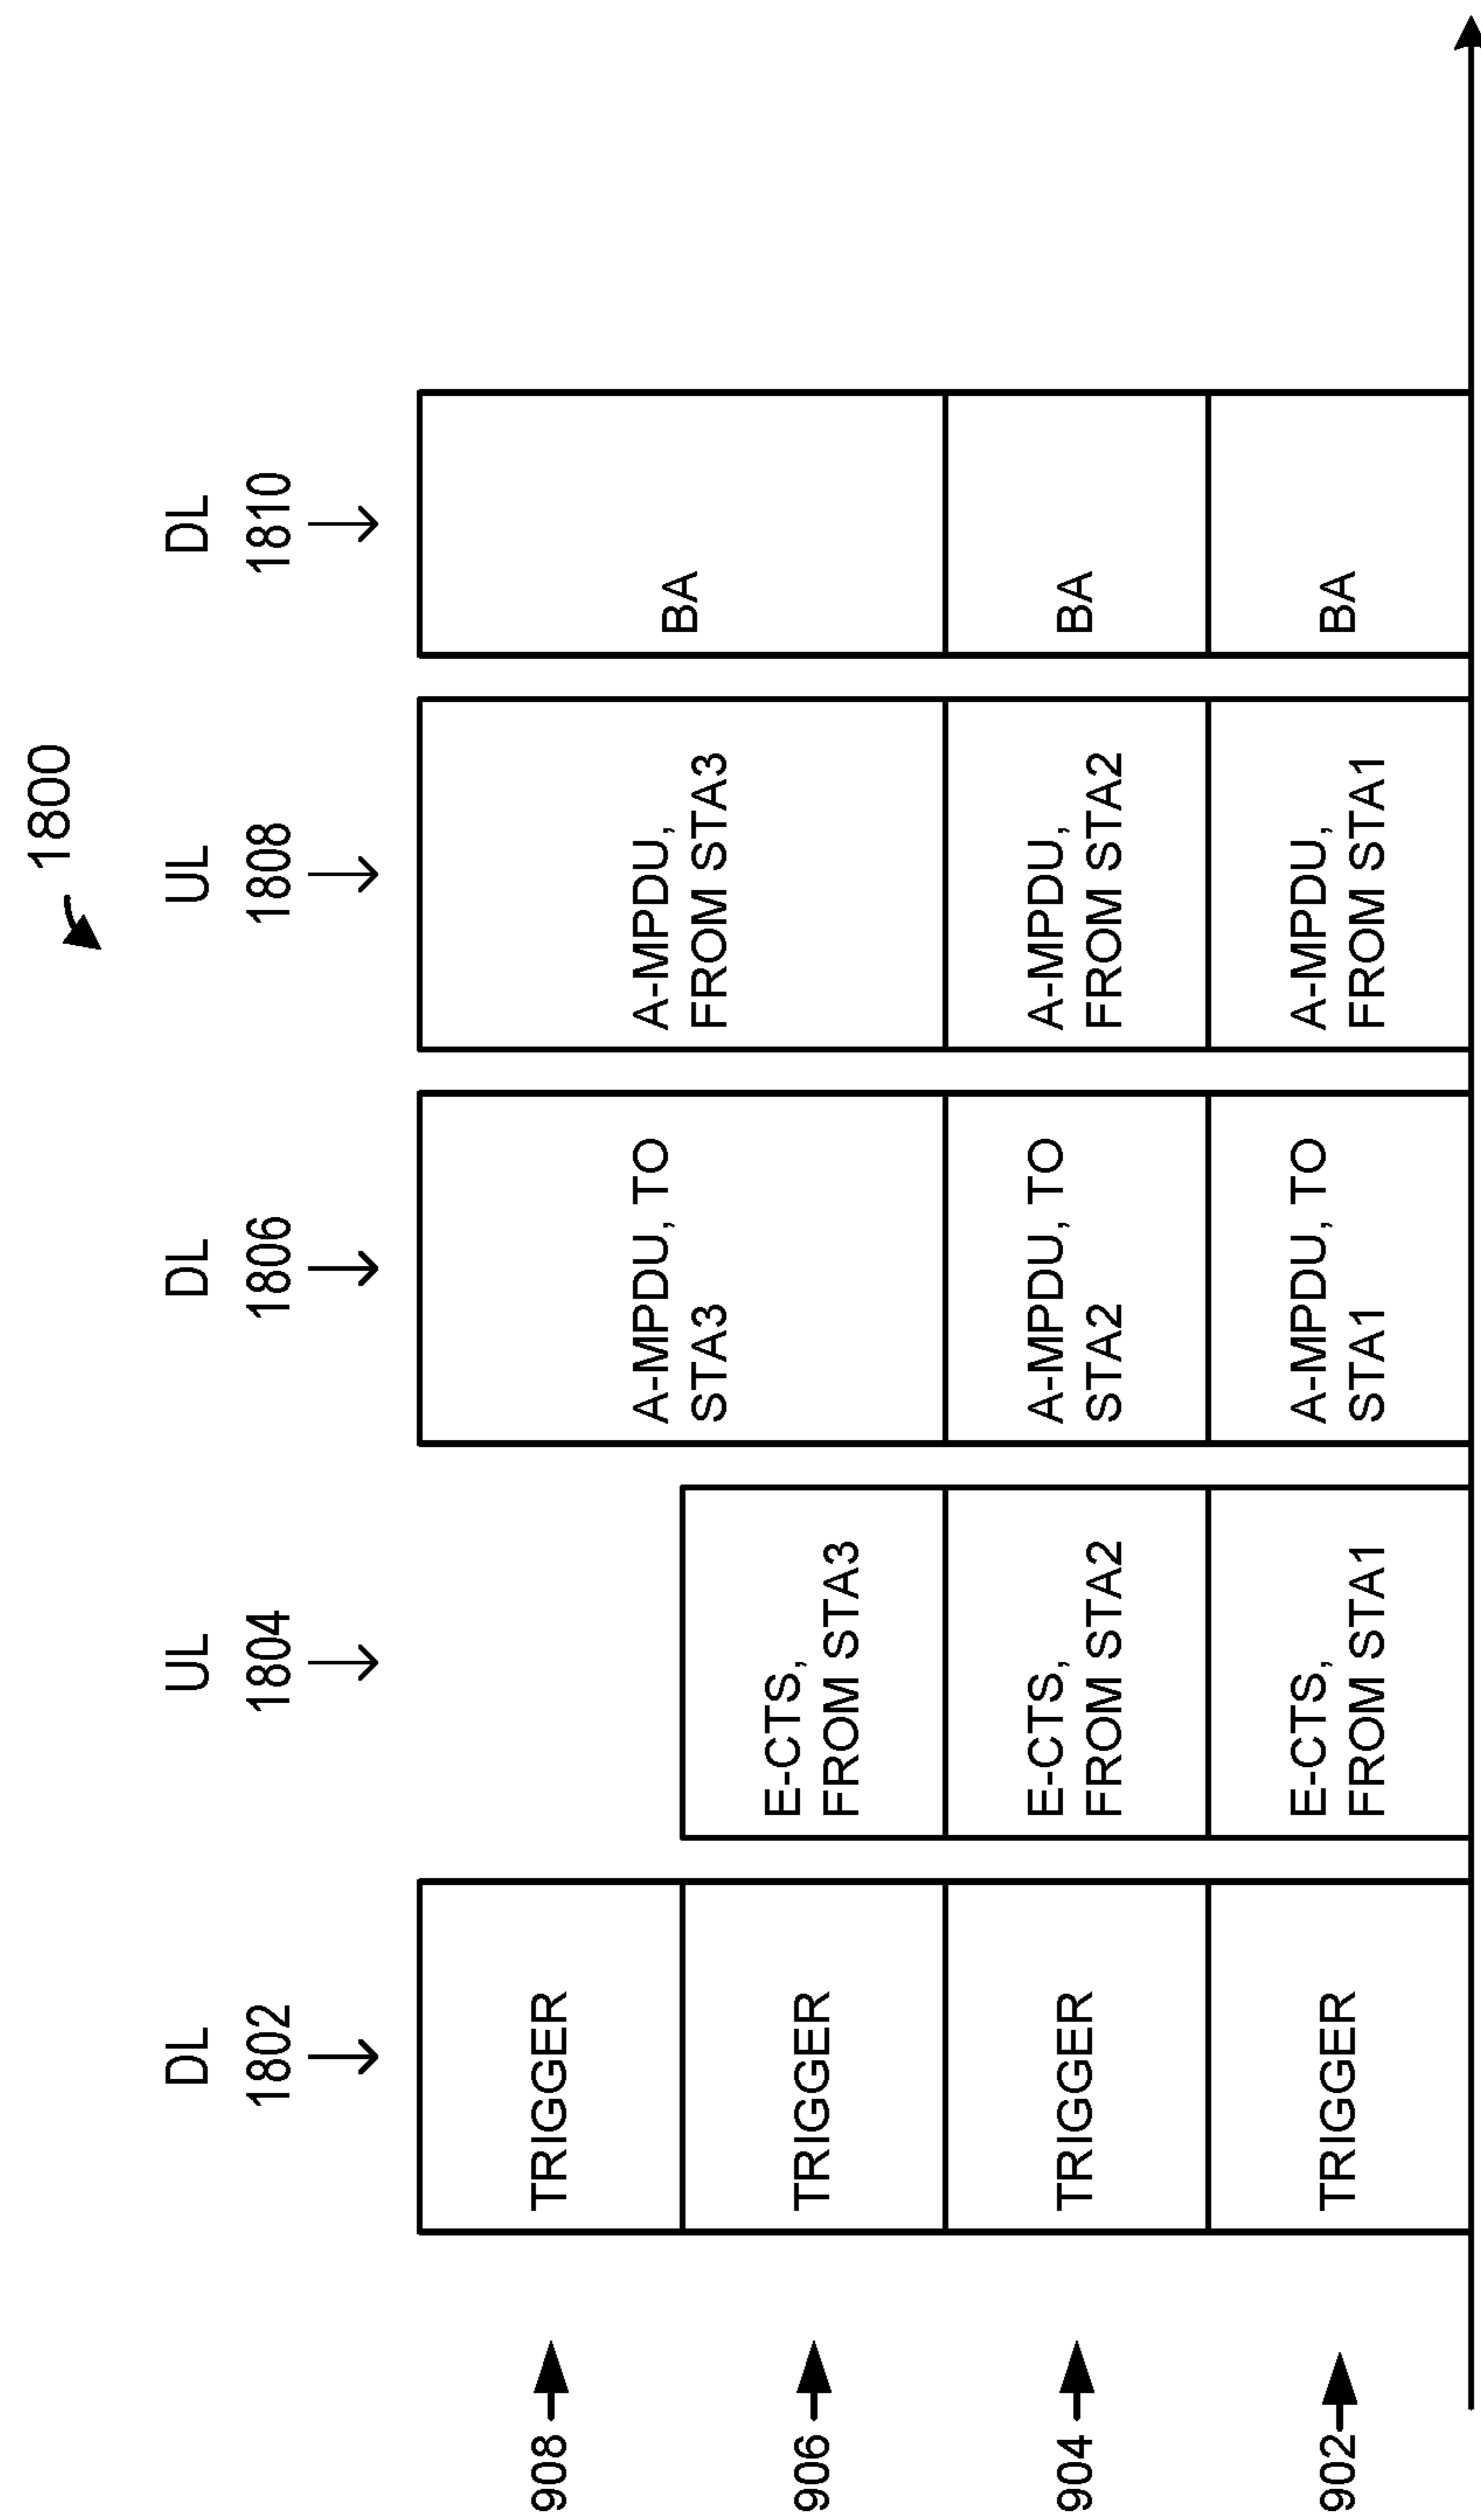 1800
DL
UL
DL
UL
DL
1802
1804
1806
1808
1810
908
TRIGGER
A-MPDU, TO
STA3
A-MPDU,
FROM STA3
BA
906
TRIGGER
E-CTS,
FROM STA3
904
TRIGGER
E-CTS,
FROM STA2
A-MPDU, TO
STA2
A-MPDU,
FROM STA2
BA
902
TRIGGER
E-CTS,
FROM STA1
A-MPDU, TO
STA1
A-MPDU,
FROM STA1
BA